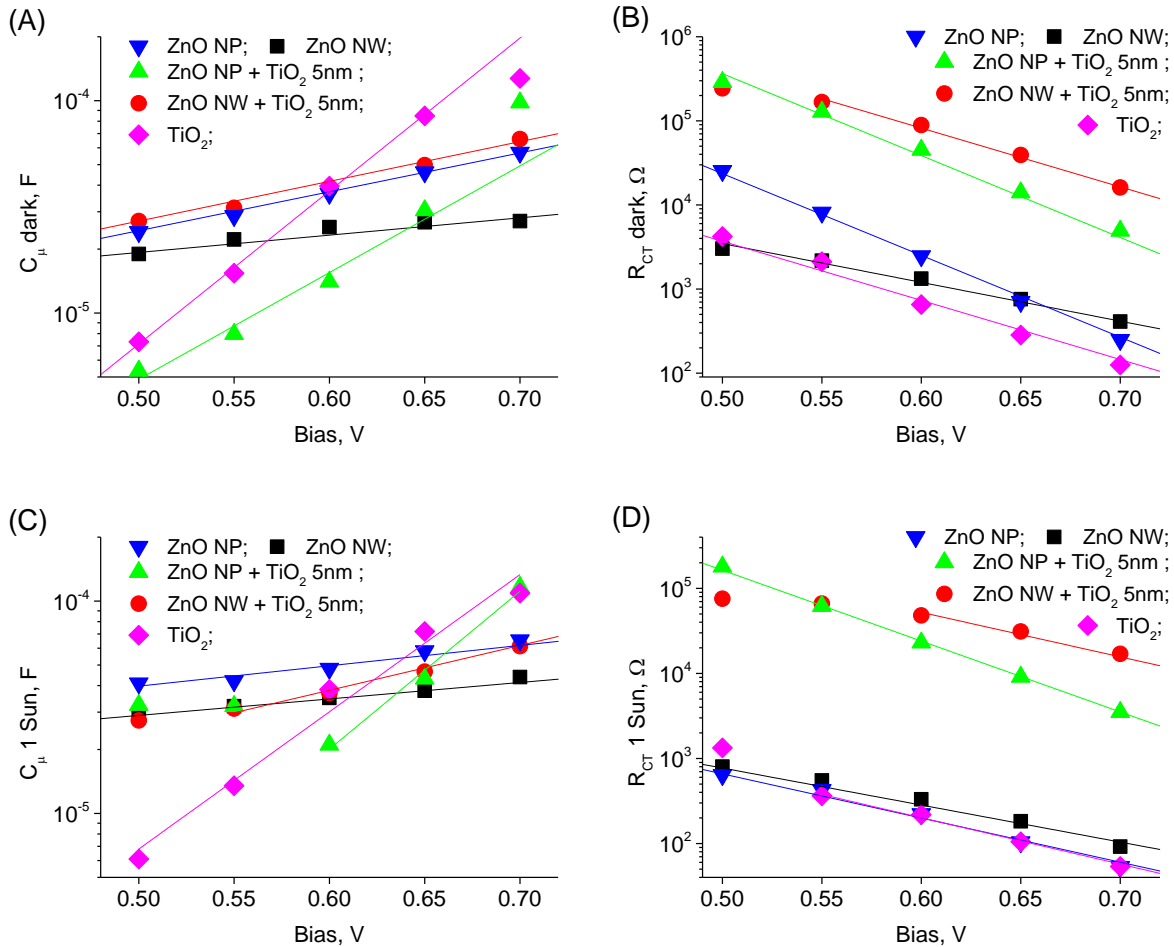 (A)
ZnO NP; ZnO NW;
ZnO NP + TiO₂ 5nm ;
ZnO NW + TiO₂ 5nm;
TiO₂;
10⁻⁴
10⁻⁵
C_μ dark, F
0.50 0.55 0.60 0.65 0.70
Bias, V
(B)
ZnO NP; ZnO NW;
ZnO NP + TiO₂ 5nm ;
ZnO NW + TiO₂ 5nm;
TiO₂;
10⁶
10⁵
10⁴
10³
10²
R_CT dark, Ω
0.50 0.55 0.60 0.65 0.70
Bias, V
(C)
ZnO NP; ZnO NW;
ZnO NP + TiO₂ 5nm ;
ZnO NW + TiO₂ 5nm;
TiO₂;
10⁻⁴
10⁻⁵
C_μ 1 Sun, F
0.50 0.55 0.60 0.65 0.70
Bias, V
(D)
ZnO NP; ZnO NW;
ZnO NP + TiO₂ 5nm ;
ZnO NW + TiO₂ 5nm;
TiO₂;
10⁵
10⁴
10³
10²
R_CT 1 Sun, Ω
0.50 0.55 0.60 0.65 0.70
Bias, V